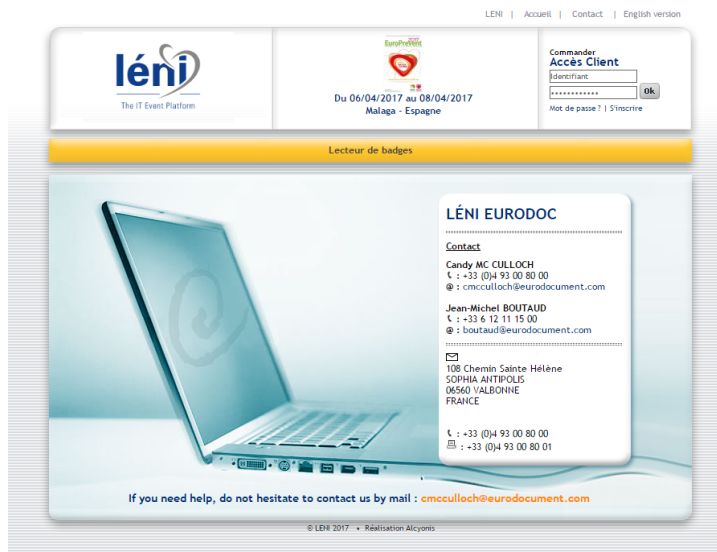 LENI | Accueil | Contact | English version
léni
The IT Event Platform
2017
EuroPrevent
Du 06/04/2017 au 08/04/2017
Malaga - Espagne
Commander
Accès Client
Identifiant
••••••••••••
Ok
Mot de passe ? | S'inscrire
Lecteur de badges
LÉNI EURODOC
Contact
Candy MC CULLOCH
: +33 (0)4 93 00 80 00
@ : cmcculloch@eurodocument.com
Jean-Michel BOUTAUD
: +33 6 12 11 15 00
@ : boutaud@eurodocument.com
108 Chemin Sainte Hélène
SOPHIA ANTIPOLIS
06560 VALBONNE
FRANCE
: +33 (0)4 93 00 80 00
: +33 (0)4 93 00 80 01
If you need help, do not hesitate to contact us by mail : cmcculloch@eurodocument.com
© LENI 2017 • Réalisation Alcyonis